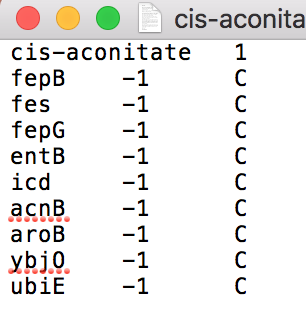 cis-aconita
cis-aconitate 1
fepB -1 C
fes -1 C
fepG -1 C
entB -1 C
icd -1 C
acnB -1 C
aroB -1 C
ybjO -1 C
ubiE -1 C